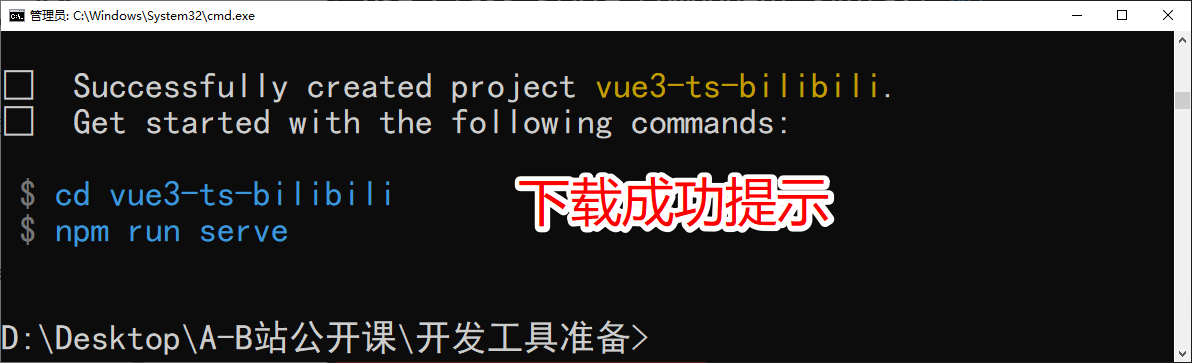 管理员: C:\Windows\System32\cmd.exe
Successfully created project vue3-ts-bilibili.
Get started with the following commands:
$ cd vue3-ts-bilibili
下载成功提示
$ npm run serve
D:\Desktop\A-B站公开课\开发工具准备>